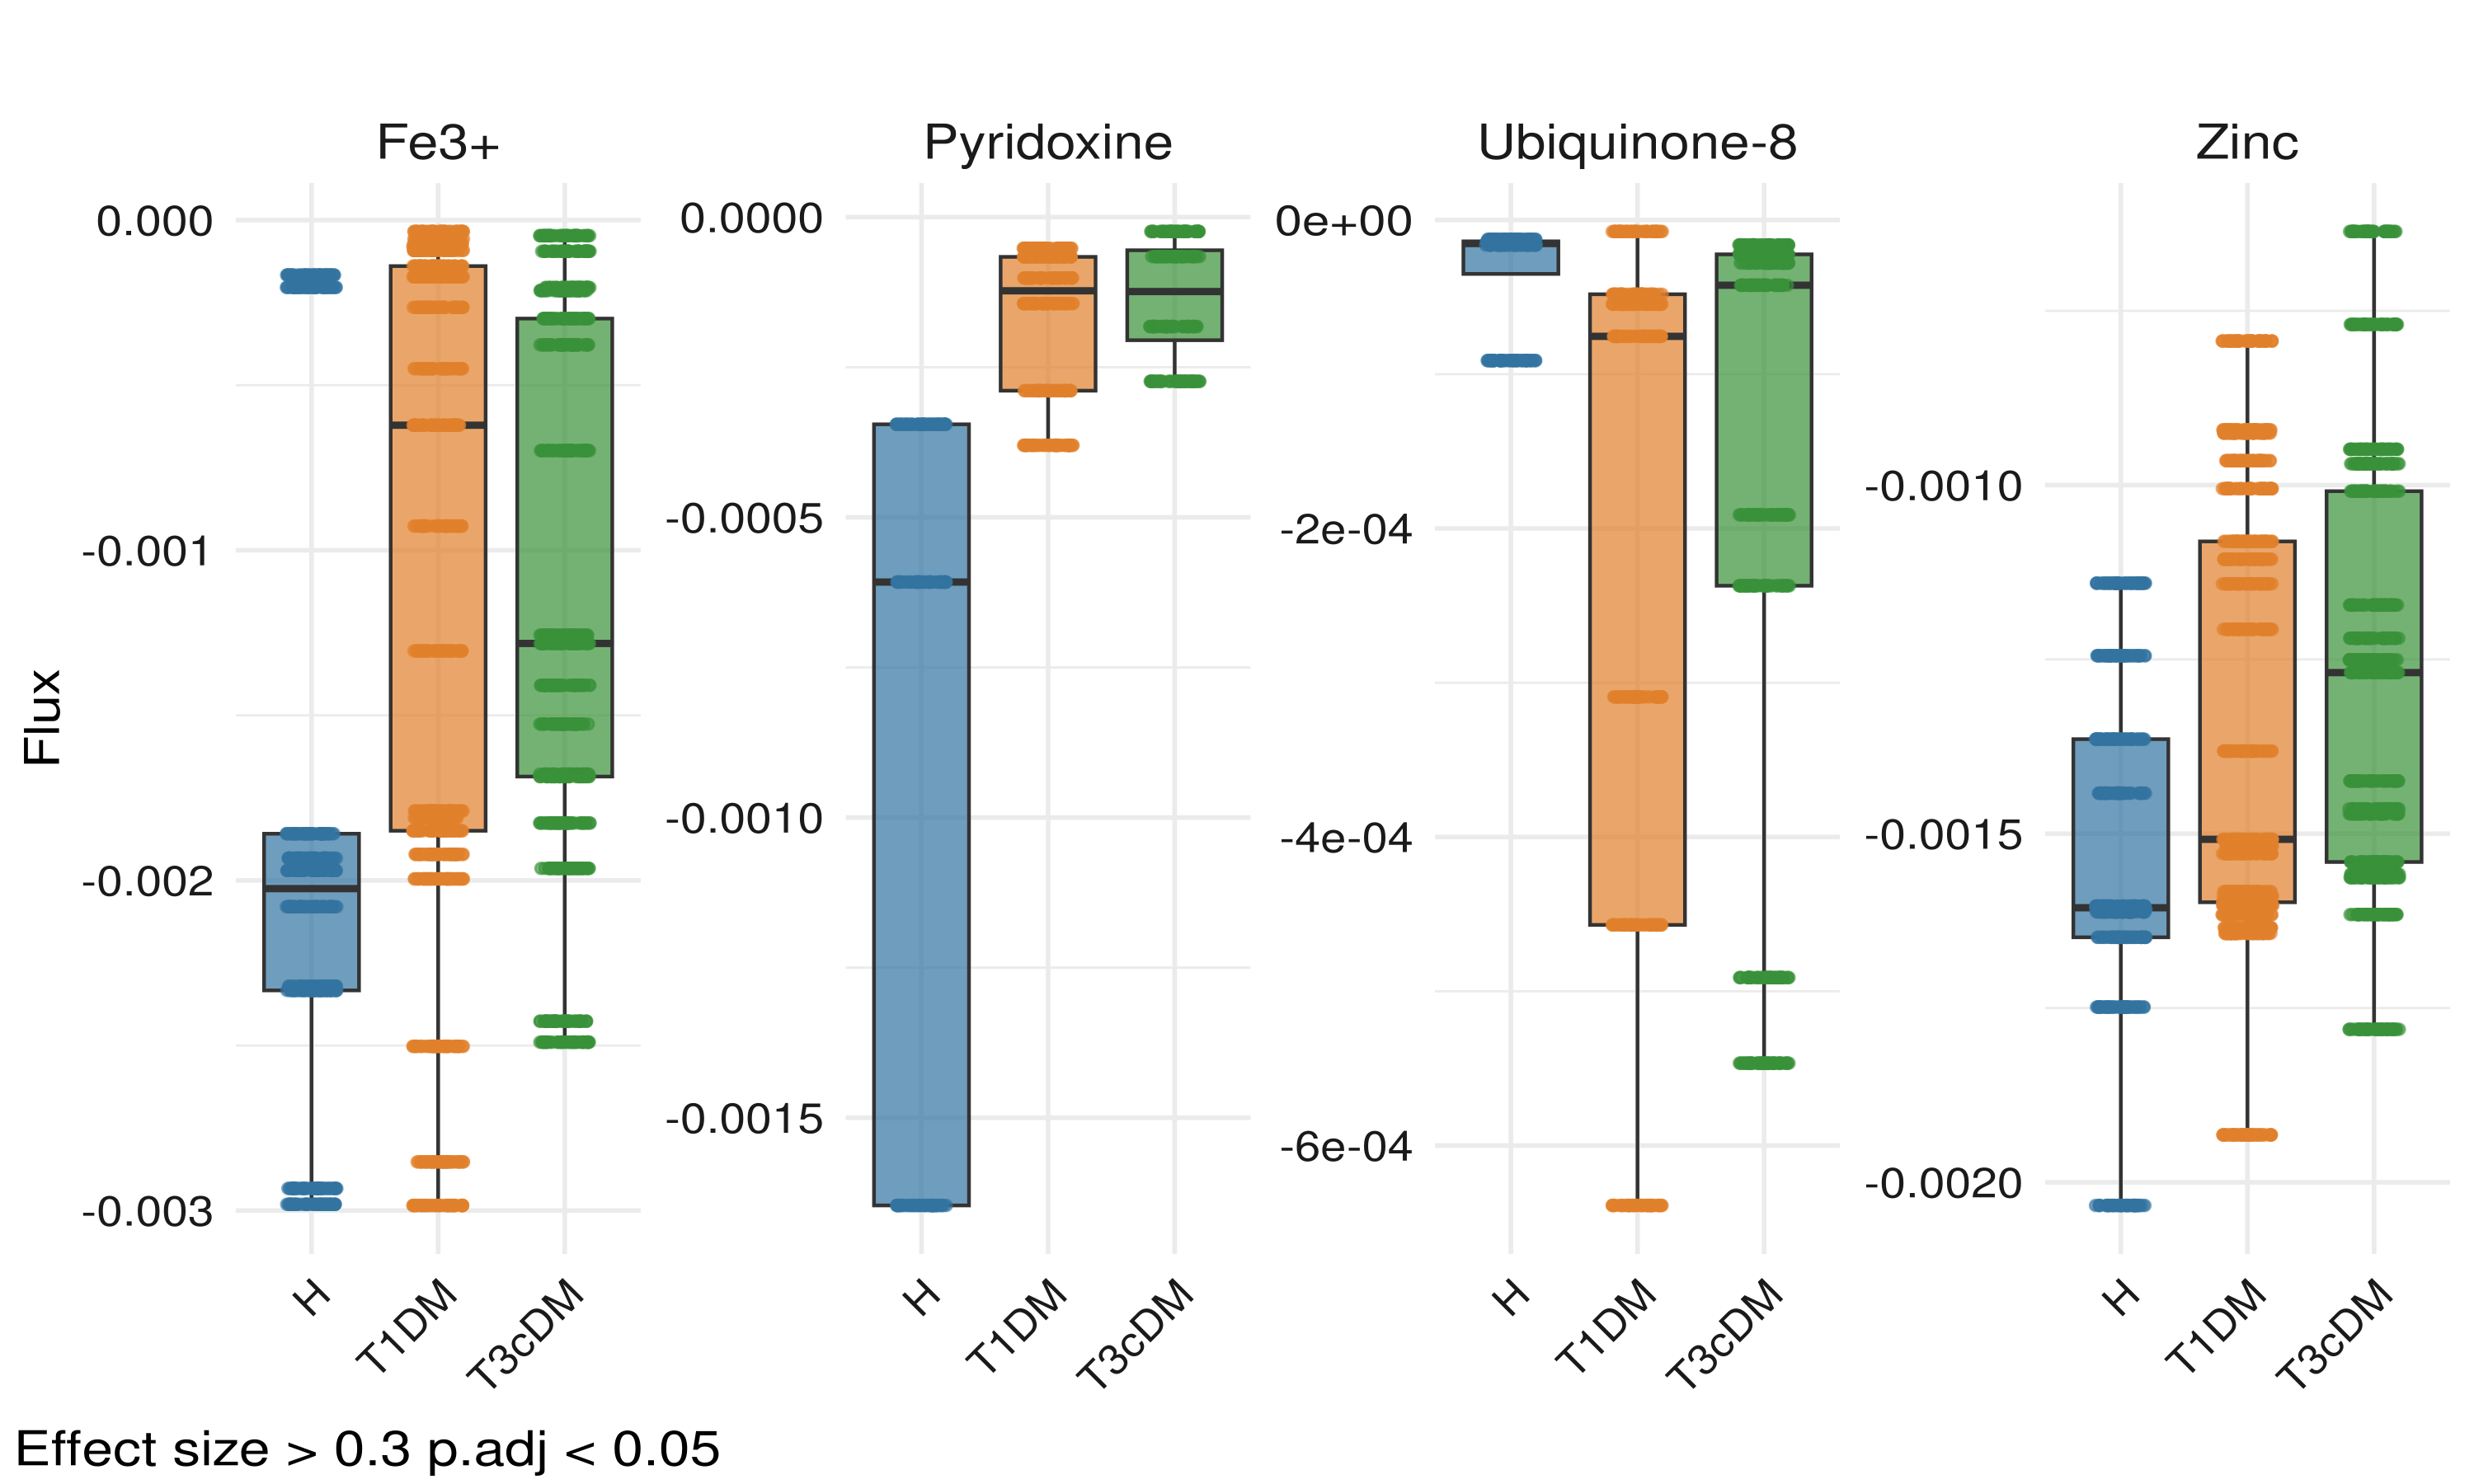 Fe3+
Pyridoxine
Ubiquinone-8
Zinc
Flux
0.000
-0.001
-0.002
-0.003
0.0000
-0.0005
-0.0010
-0.0015
0e+00
-2e-04
-4e-04
-6e-04
-0.0010
-0.0015
-0.0020
H
T1DM
T3cDM
H
T1DM
T3cDM
H
T1DM
T3cDM
H
T1DM
T3cDM
Effect size > 0.3 p.adj < 0.05